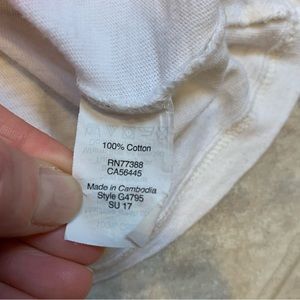 100% Cotton
RN77388
CA56445
Made in Cambodia
Style G4795
SU 17